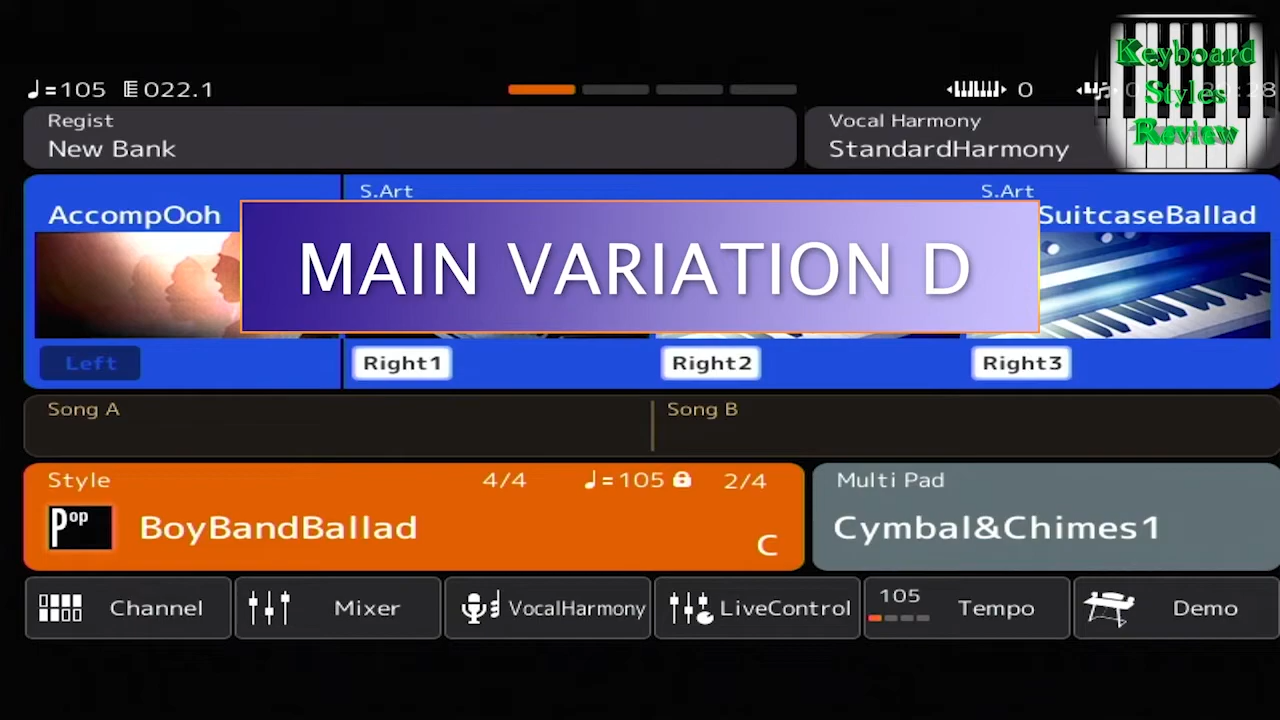 Keyboard
Styles
Review
♩=105 022.1 0 :28
Regist
New Bank
Vocal Harmony
StandardHarmony
S.Art
S.Art
AccompOoh
SuitcaseBallad
MAIN VARIATION D
Left
Right1
Right2
Right3
Song A
Song B
Style 4/4 ♩=105 2/4
Pop
BoyBandBallad
C
Multi Pad
Cymbal&Chimes1
Channel
Mixer
VocalHarmony
LiveControl
105
Tempo
Demo